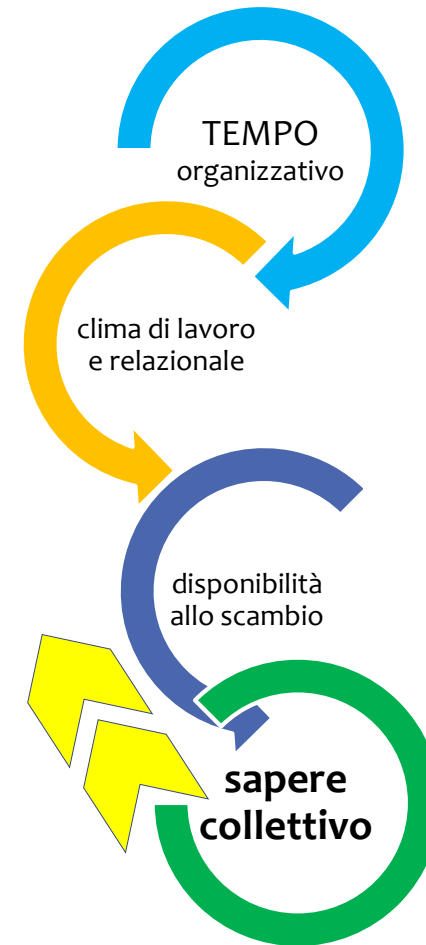 TEMPO
organizzativo
clima di lavoro
e relazionale
disponibilità
allo scambio
sapere
collettivo